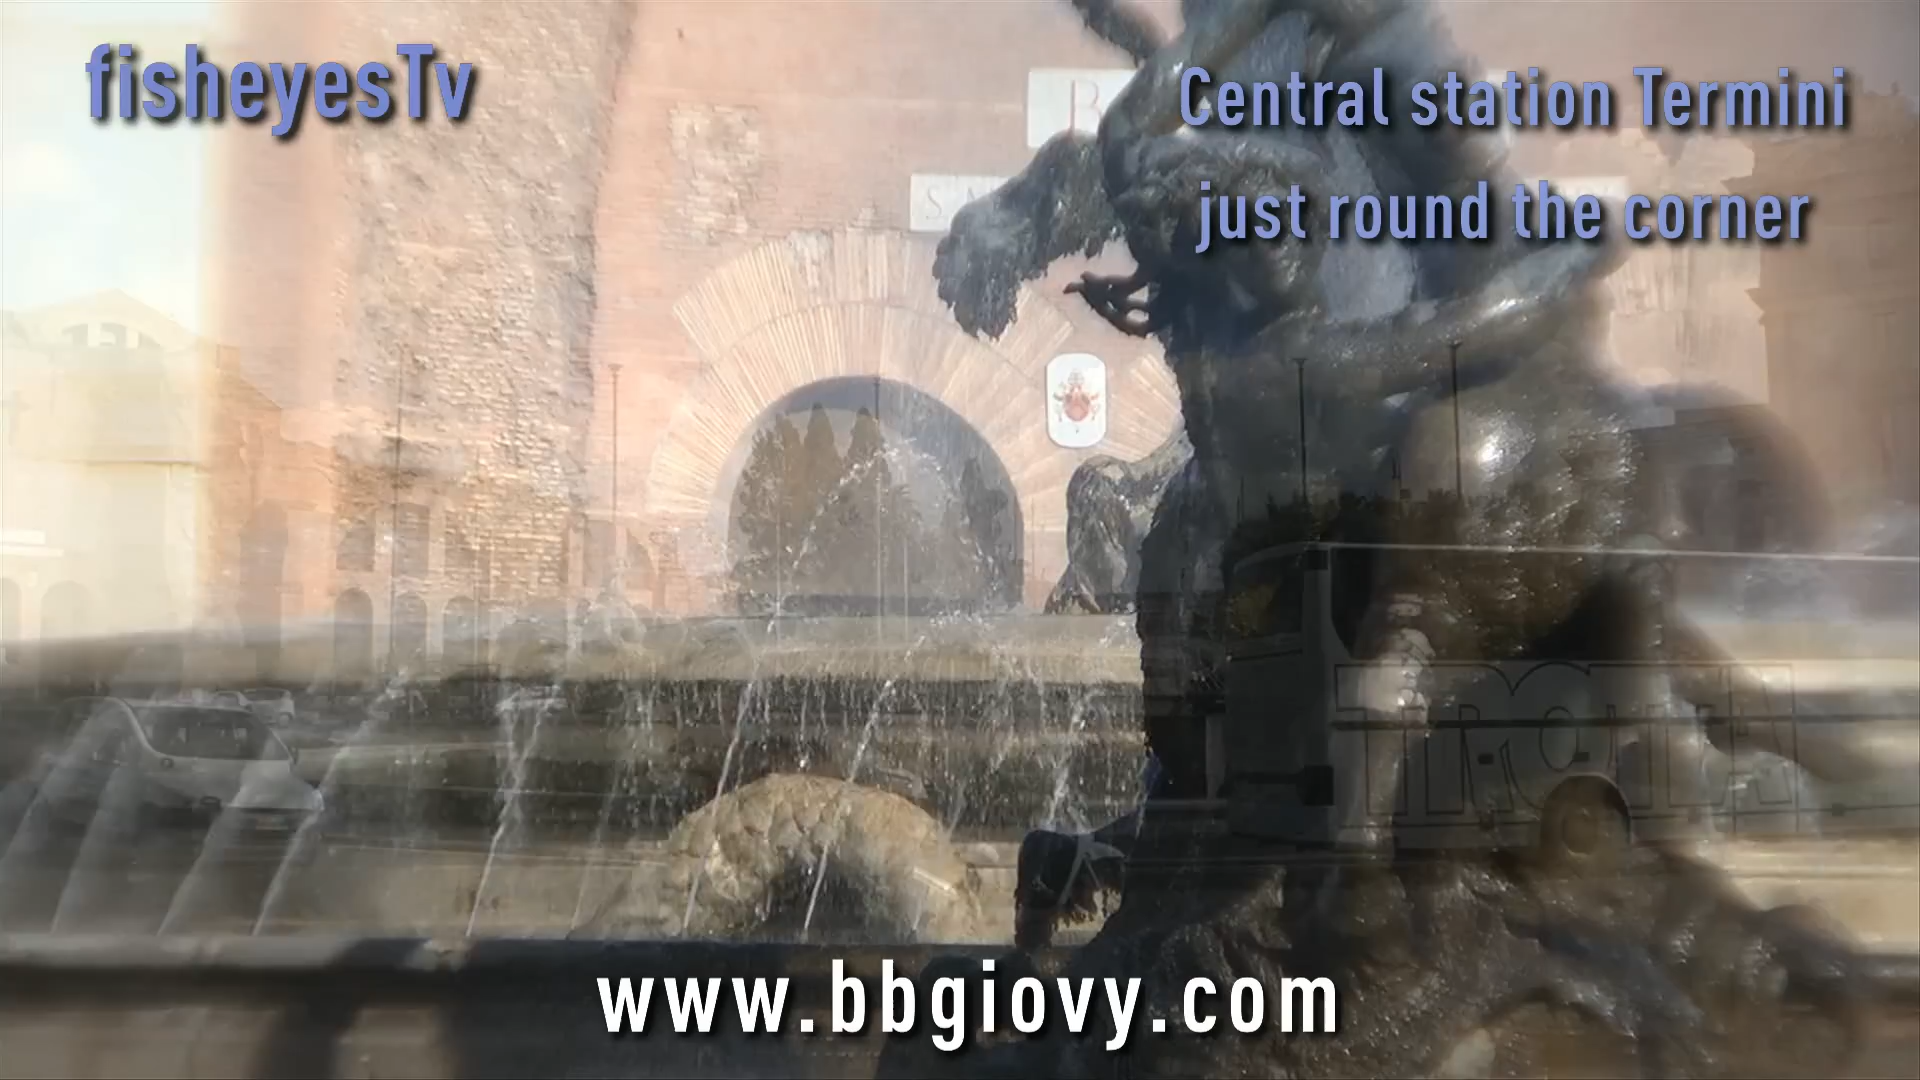 fisheyesTv
Central station Termini
just round the corner
www.bbgiovy.com